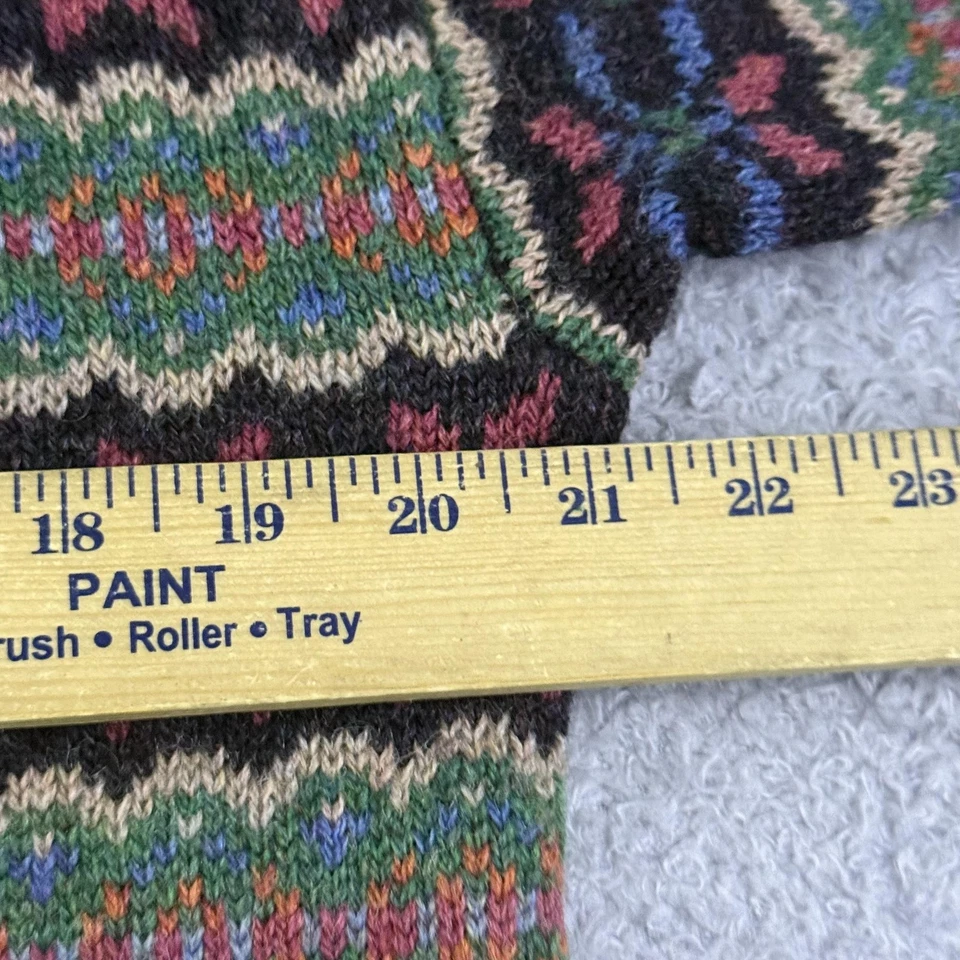 18 19 20 21 22 23
PAINT
rush • Roller • Tray